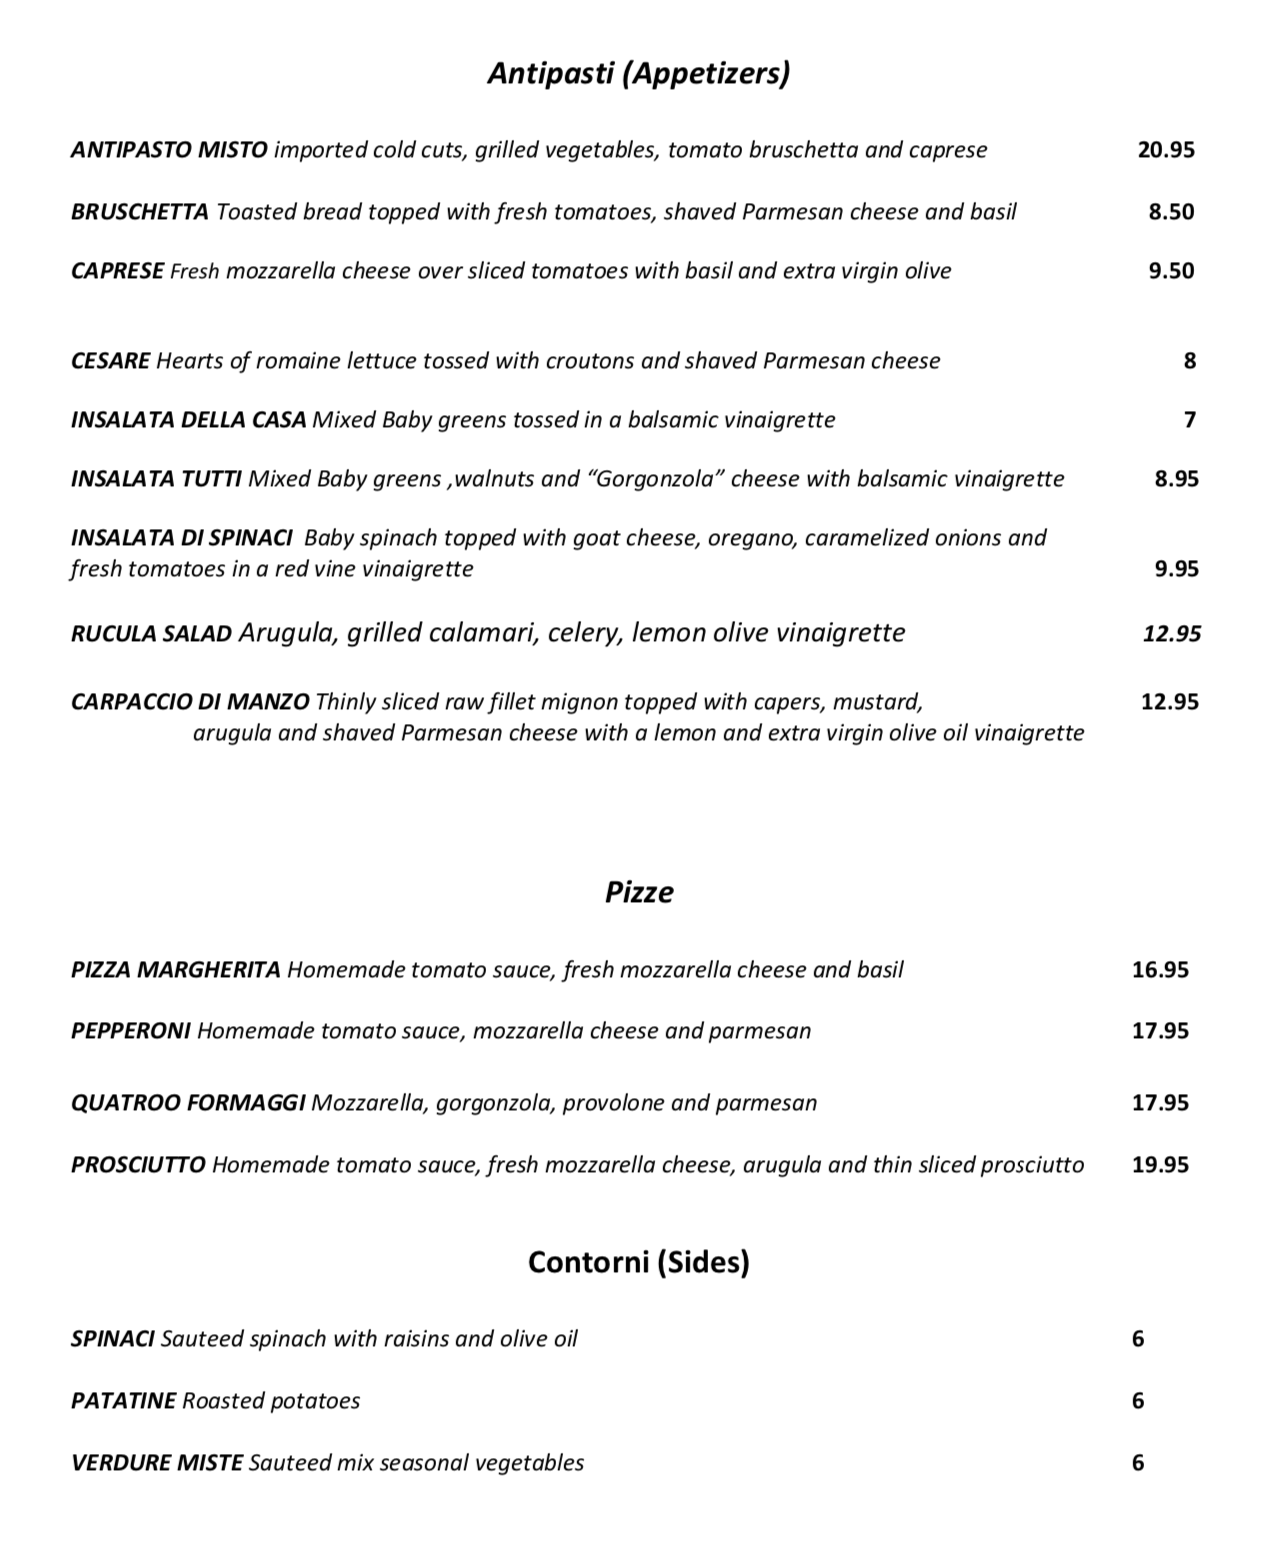 Antipasti (Appetizers)
ANTIPASTO MISTO imported cold cuts, grilled vegetables, tomato bruschetta and caprese 20.95
BRUSCHETTA Toasted bread topped with fresh tomatoes, shaved Parmesan cheese and basil 8.50
CAPRESE Fresh mozzarella cheese over sliced tomatoes with basil and extra virgin olive 9.50
CESARE Hearts of romaine lettuce tossed with croutons and shaved Parmesan cheese 8
INSALATA DELLA CASA Mixed Baby greens tossed in a balsamic vinaigrette 7
INSALATA TUTTI Mixed Baby greens ,walnuts and “Gorgonzola” cheese with balsamic vinaigrette 8.95
INSALATA DI SPINACI Baby spinach topped with goat cheese, oregano, caramelized onions and
fresh tomatoes in a red vine vinaigrette 9.95
RUCULA SALAD Arugula, grilled calamari, celery, lemon olive vinaigrette 12.95
CARPACCIO DI MANZO Thinly sliced raw fillet mignon topped with capers, mustard, 12.95
arugula and shaved Parmesan cheese with a lemon and extra virgin olive oil vinaigrette
Pizze
PIZZA MARGHERITA Homemade tomato sauce, fresh mozzarella cheese and basil 16.95
PEPPERONI Homemade tomato sauce, mozzarella cheese and parmesan 17.95
QUATROO FORMAGGI Mozzarella, gorgonzola, provolone and parmesan 17.95
PROSCIUTTO Homemade tomato sauce, fresh mozzarella cheese, arugula and thin sliced prosciutto 19.95
Contorni (Sides)
SPINACI Sauteed spinach with raisins and olive oil 6
PATATINE Roasted potatoes 6
VERDURE MISTE Sauteed mix seasonal vegetables 6